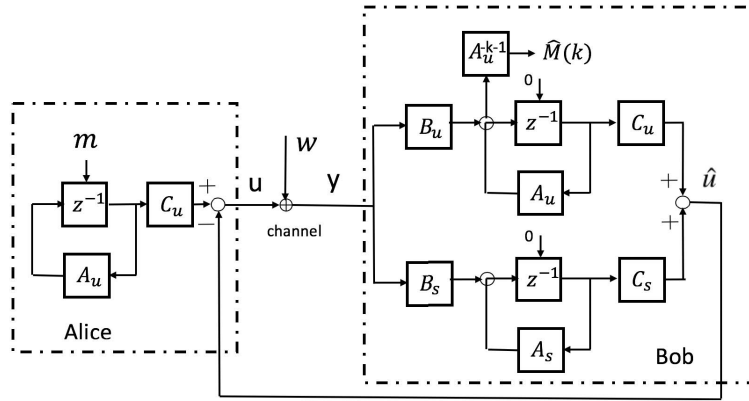 A_u^{-k-1}
M̂(k)
0
B_u
z⁻¹
C_u
A_u
m
z⁻¹
C_u
+
−
A_u
Alice
w
u
y
channel
+
+
û
0
B_s
z⁻¹
C_s
A_s
Bob